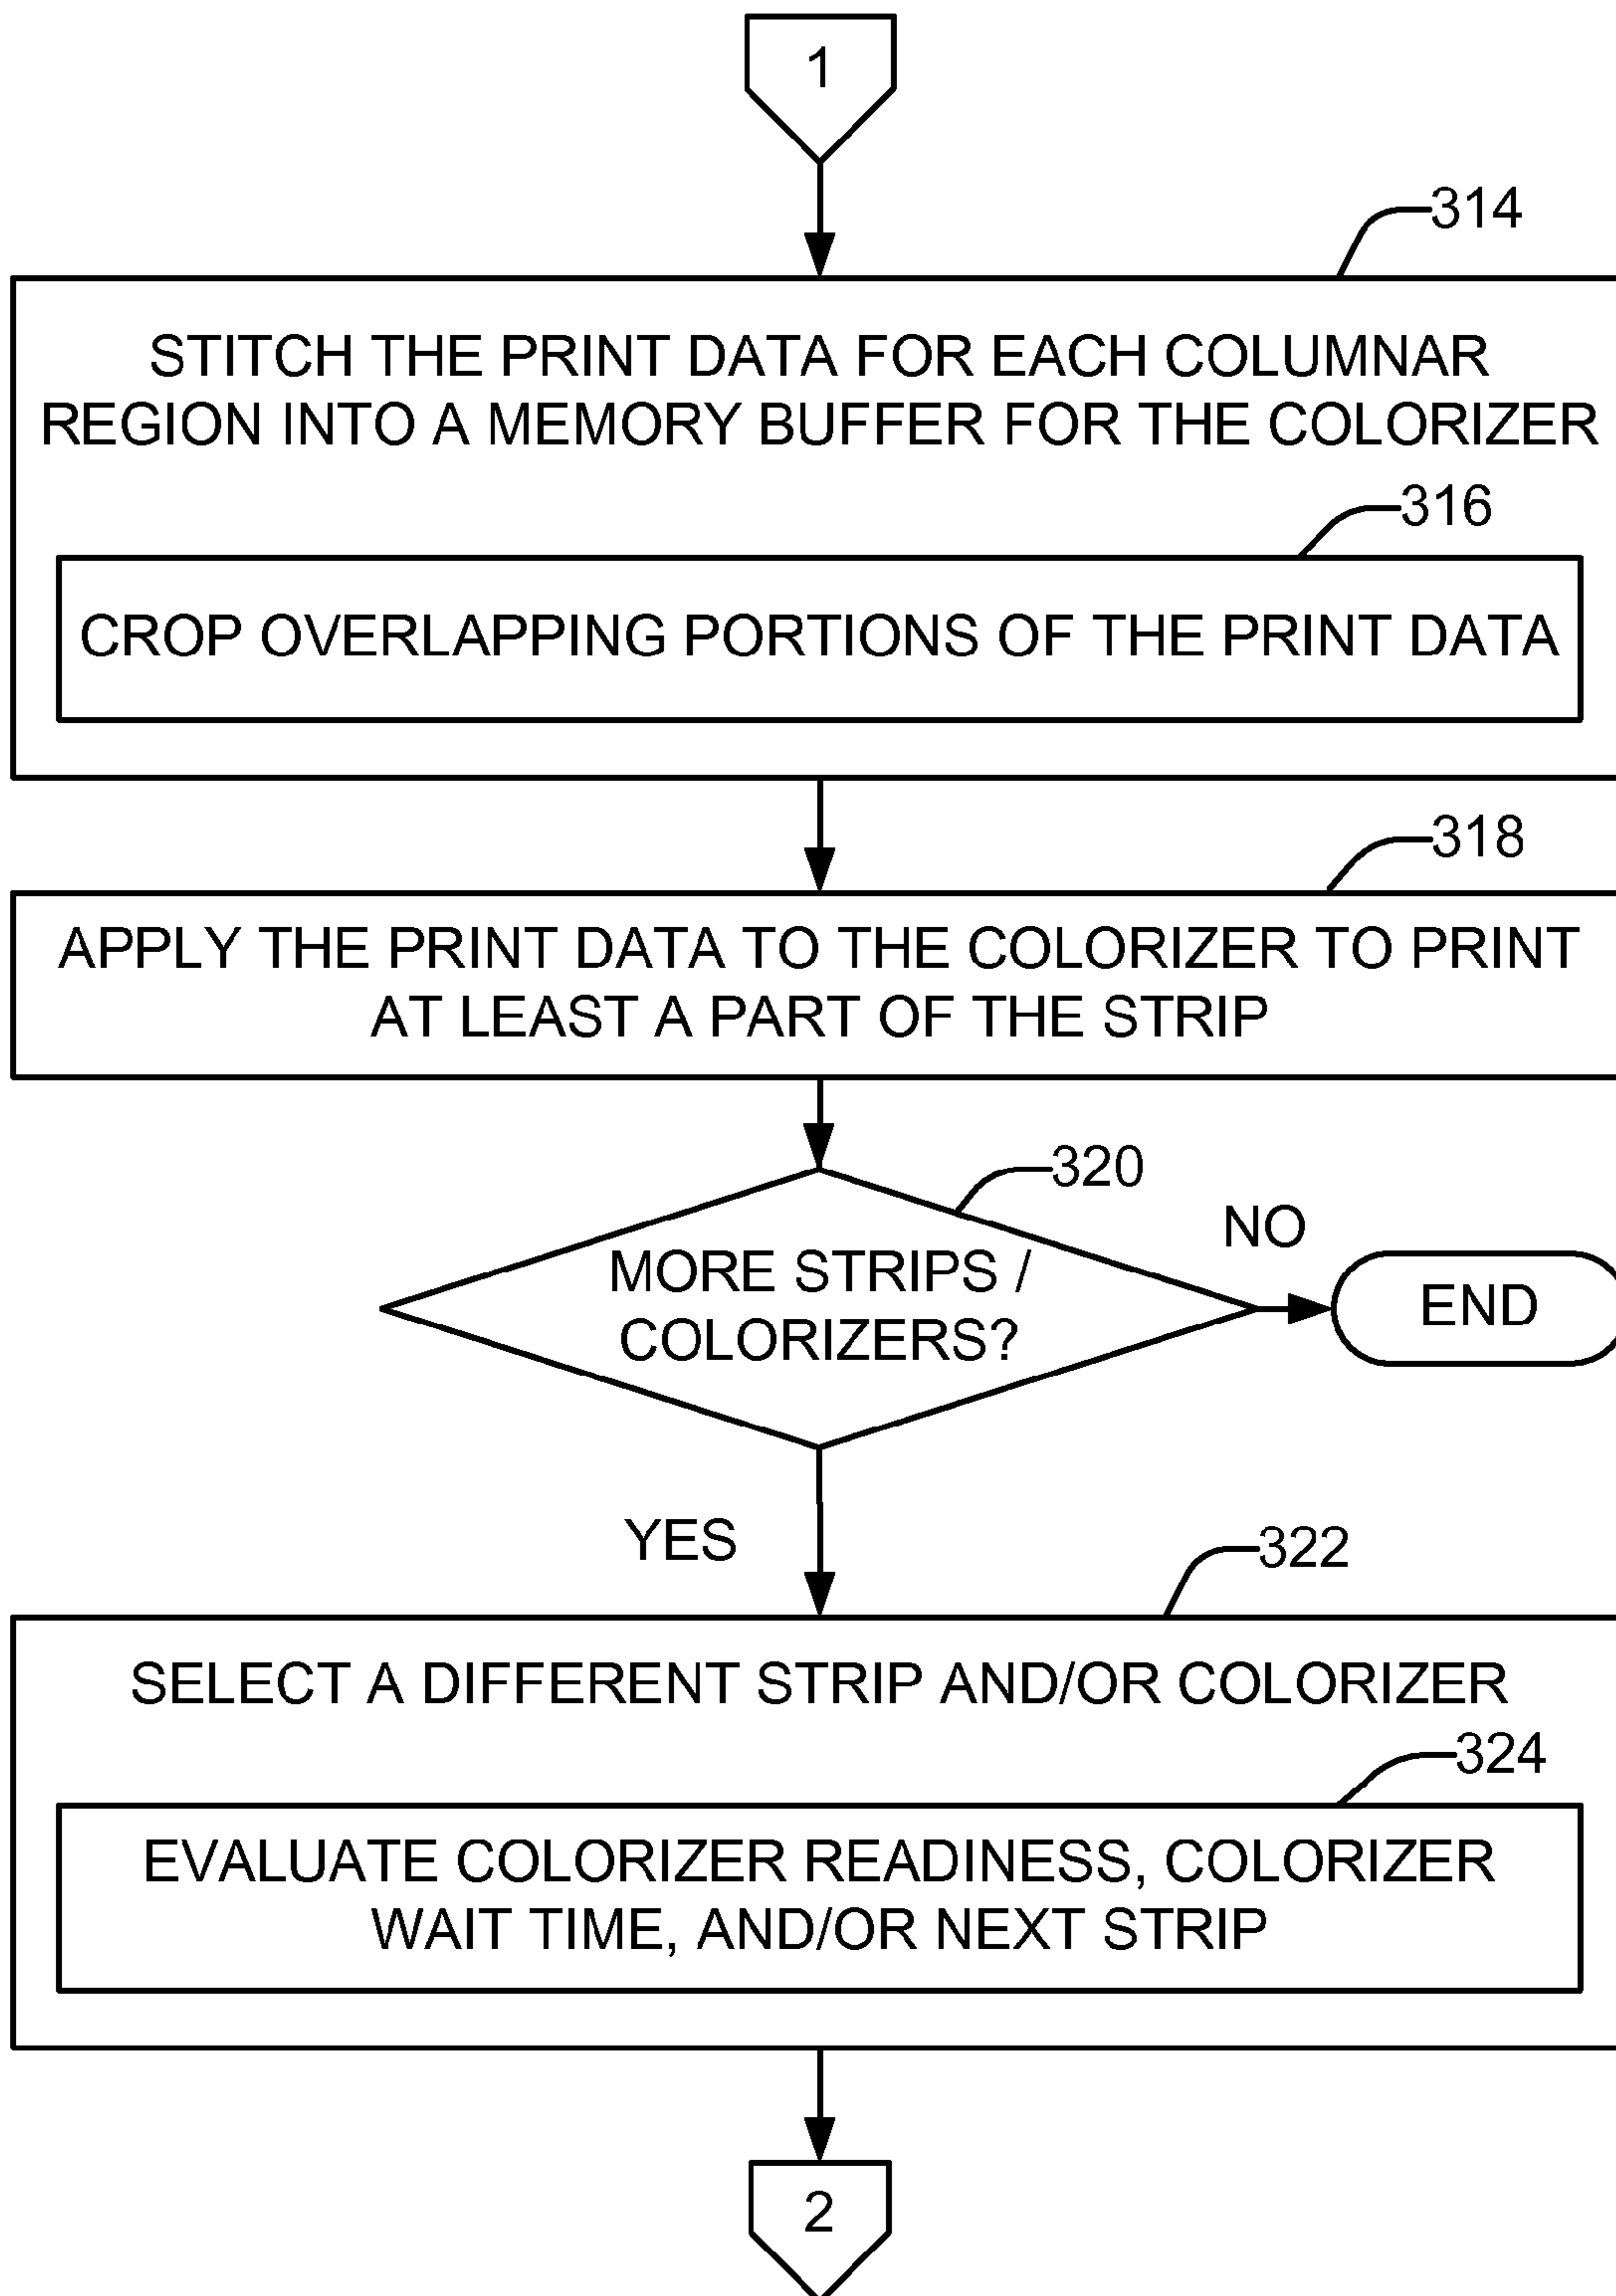 1
314
STITCH THE PRINT DATA FOR EACH COLUMNAR
REGION INTO A MEMORY BUFFER FOR THE COLORIZER
316
CROP OVERLAPPING PORTIONS OF THE PRINT DATA
318
APPLY THE PRINT DATA TO THE COLORIZER TO PRINT
AT LEAST A PART OF THE STRIP
320
NO
MORE STRIPS /
COLORIZERS?
END
YES
322
SELECT A DIFFERENT STRIP AND/OR COLORIZER
324
EVALUATE COLORIZER READINESS, COLORIZER
WAIT TIME, AND/OR NEXT STRIP
2